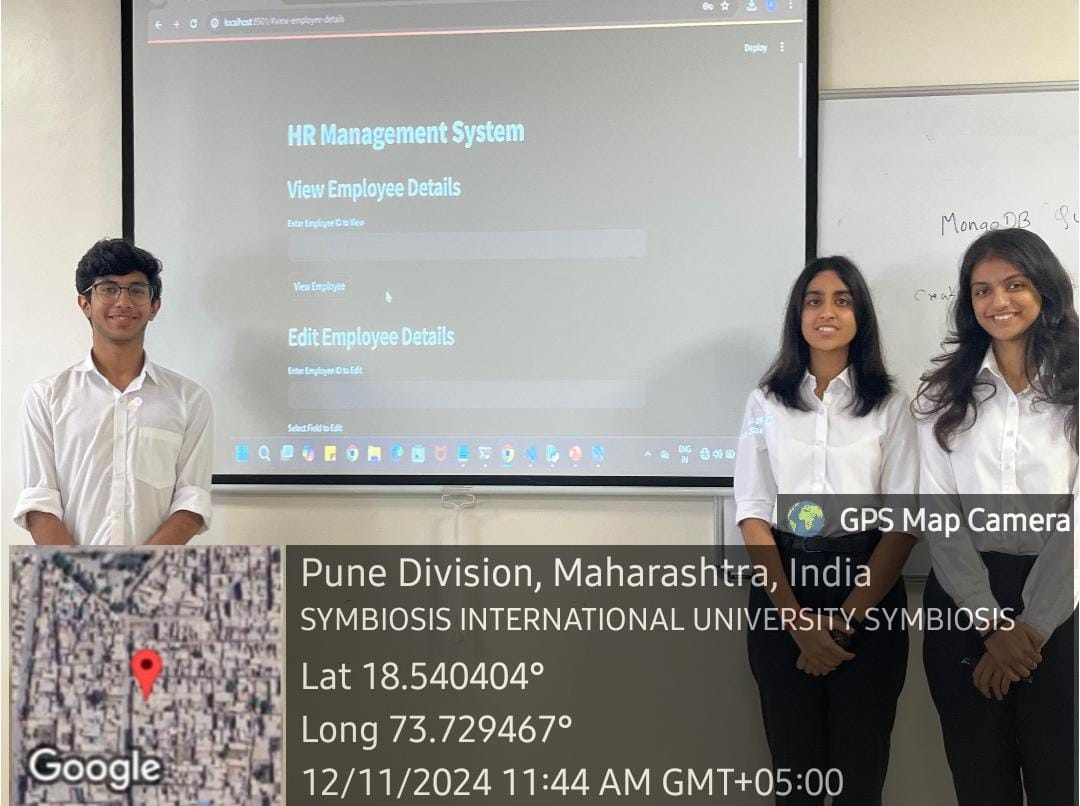 localhost:8501/#view-employee-details
Deploy
HR Management System
View Employee Details
Enter Employee ID to View
View Employee
Edit Employee Details
Enter Employee ID to Edit
Select Field to Edit
ENG
IN
MongoDB
GPS Map Camera
Pune Division, Maharashtra, India
SYMBIOSIS INTERNATIONAL UNIVERSITY SYMBIOSIS
Lat 18.540404°
Long 73.729467°
12/11/2024 11:44 AM GMT+05:00
Google